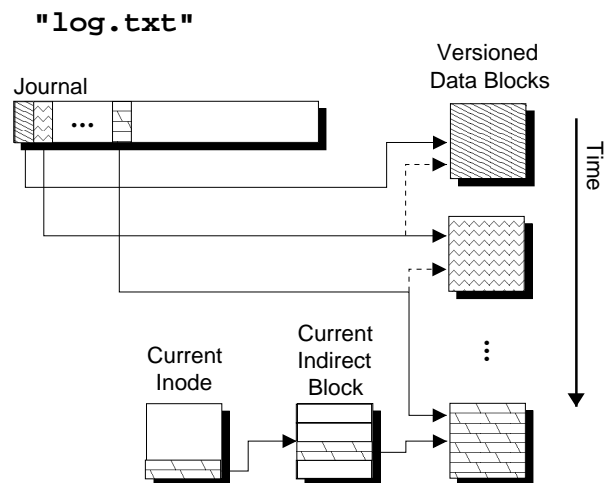 "log.txt"
Journal
...
Versioned
Data Blocks
Time
...
Current
Inode
Current
Indirect
Block